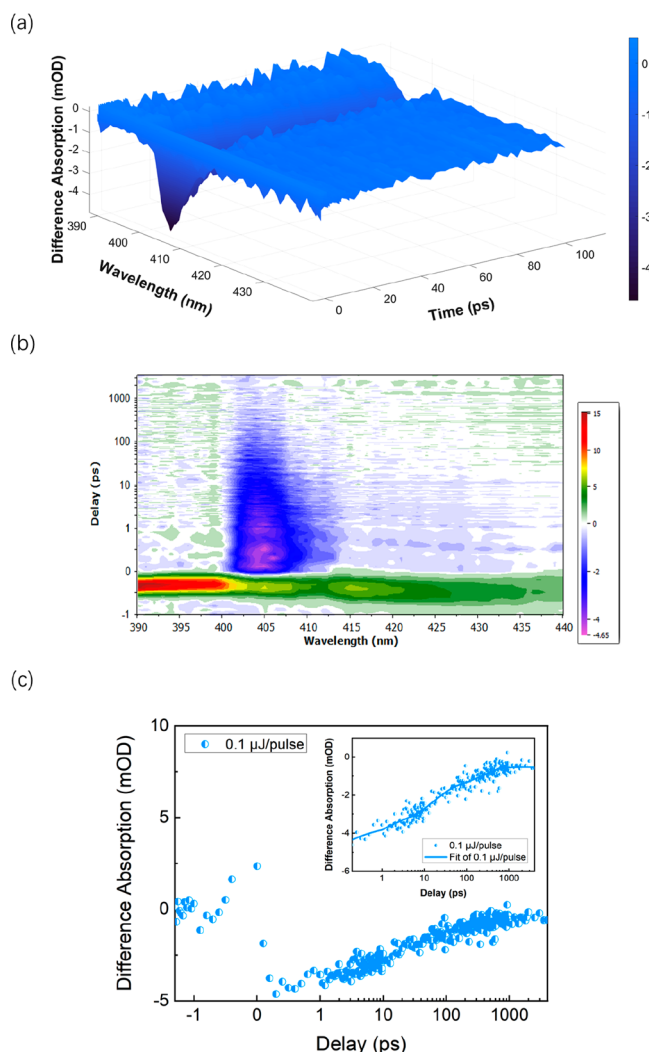 (a)
Difference Absorption (mOD)
0
-1
-2
-3
-4
390
400
410
420
430
Wavelength (nm)
0
20
40
60
80
100
Time (ps)
0
-1
-2
-3
-4
(b)
Delay (ps)
1000
100
10
1
0
-1
390 395 400 405 410 415 420 425 430 435 440
Wavelength (nm)
15
10
5
0
-2
-4
-4.65
(c)
Difference Absorption (mOD)
10
5
0
-5
0.1 µJ/pulse
-1 0 1 10 100 1000
Delay (ps)
Difference Absorption (mOD)
0
-2
-4
-6
0.1 µJ/pulse
Fit of 0.1 µJ/pulse
1 10 100 1000
Delay (ps)